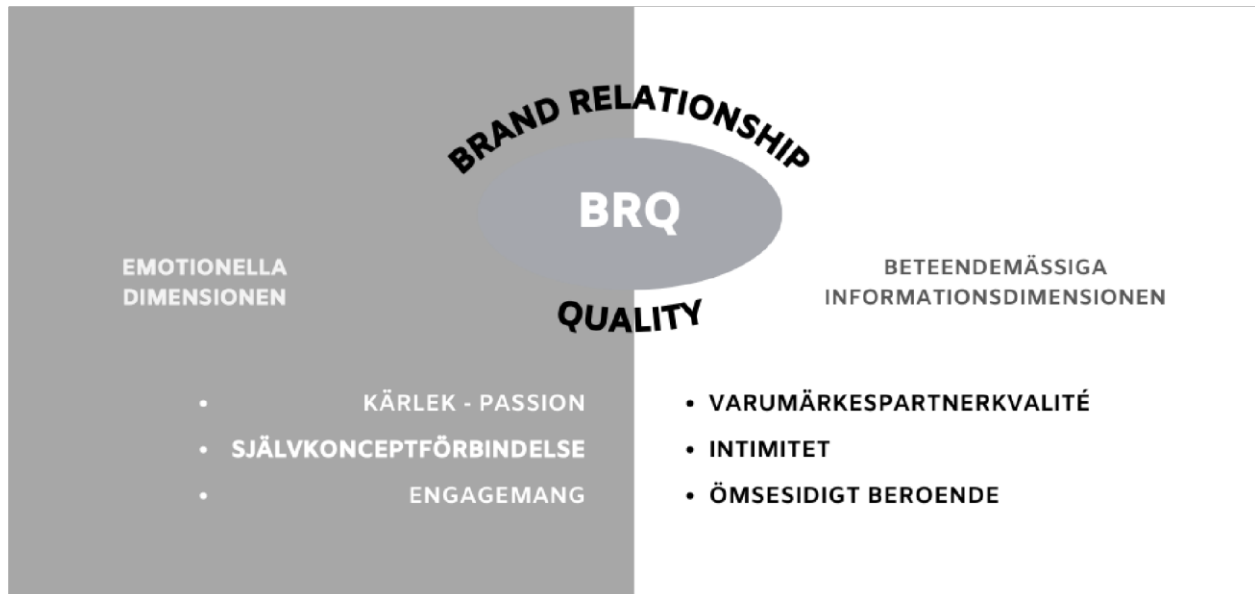 BRAND RELATIONSHIP
BRQ
QUALITY
EMOTIONELLA
DIMENSIONEN
• KÄRLEK - PASSION
• SJÄLVKONCEPTFÖRBINDELSE
• ENGAGEMANG
BETEENDEMÄSSIGA
INFORMATIONSDIMENSIONEN
• VARUMÄRKESPARTNERKVALITÉ
• INTIMITET
• ÖMSESIDIGT BEROENDE